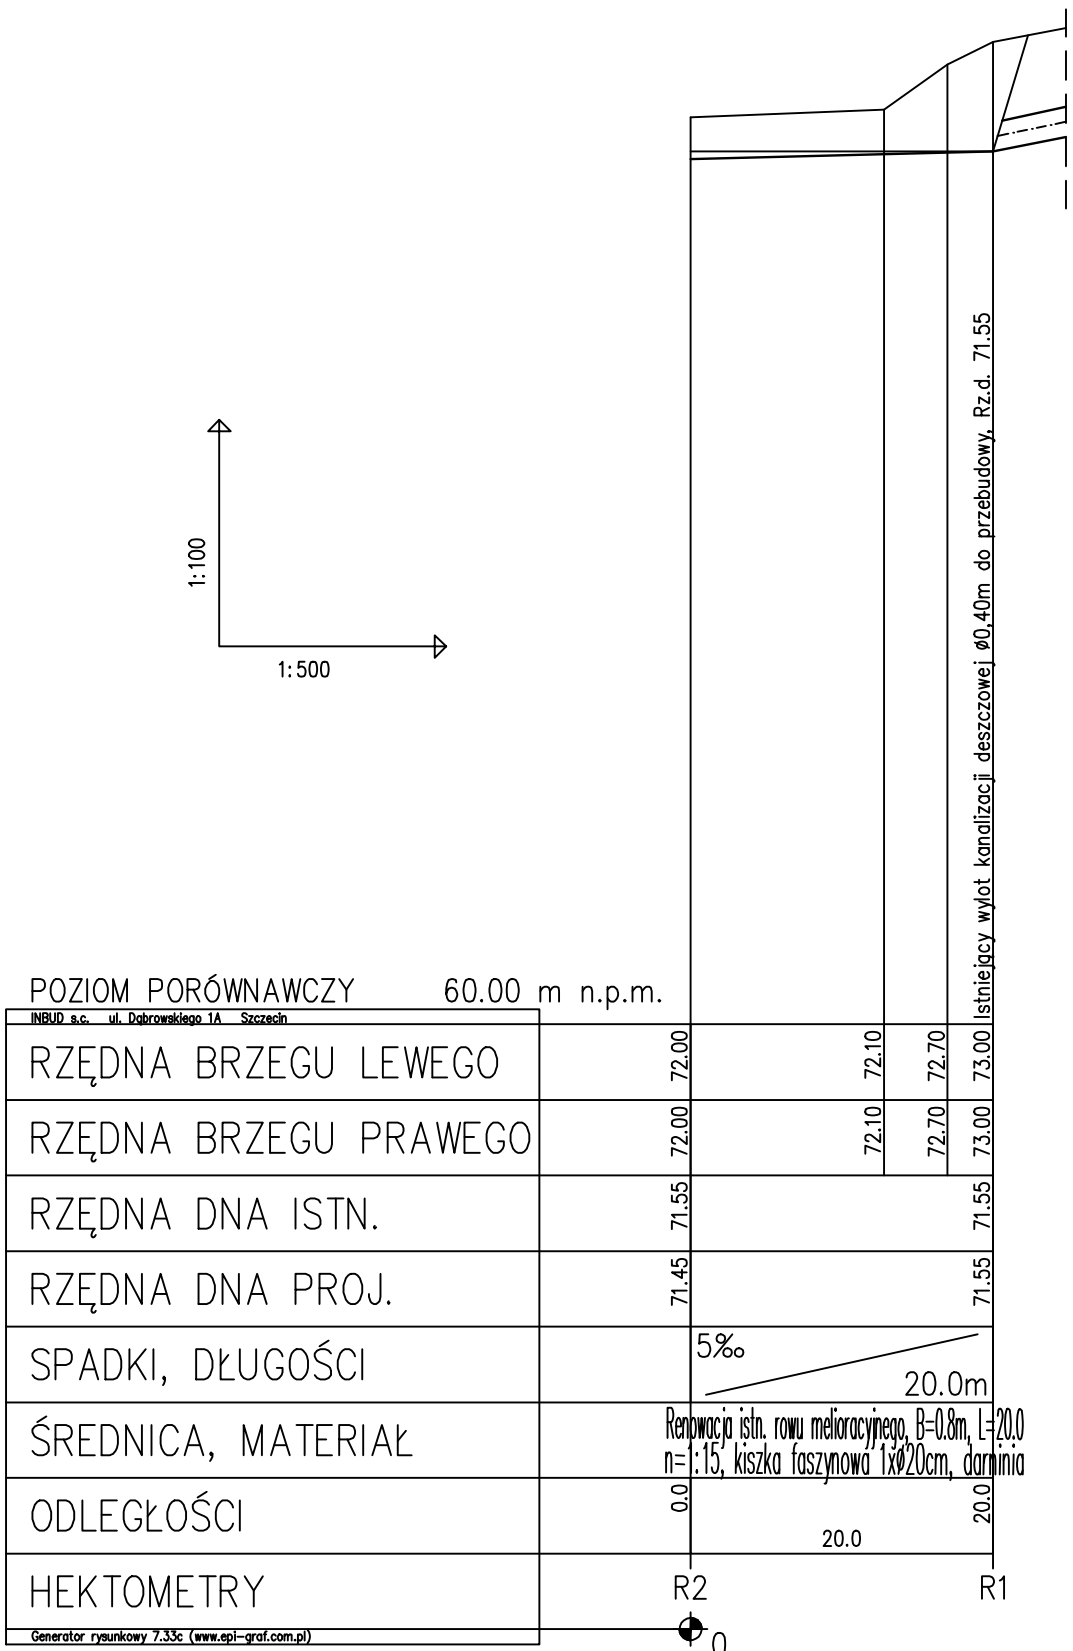 Istniejący wylot kanalizacji deszczowej ø0,40m do przebudowy, Rz.d. 71.55
1:100
1:500
POZIOM PORÓWNAWCZY 60.00 m n.p.m.
INBUD s.c. ul. Dąbrowskiego 1A Szczecin
RZĘDNA BRZEGU LEWEGO 72.00 72.10 72.70 73.00
RZĘDNA BRZEGU PRAWEGO 72.00 72.10 72.70 73.00
RZĘDNA DNA ISTN. 71.55 71.55
RZĘDNA DNA PROJ. 71.45 71.55
SPADKI, DŁUGOŚCI 5‰ 20.0m
ŚREDNICA, MATERIAŁ
Renowacja istn. rowu melioracyjnego, B=0.8m, L=20.0
n=1:15, kiszka faszynowa 1xø20cm, darninia
ODLEGŁOŚCI 0.0 20.0 20.0
HEKTOMETRY R2 R1
Generator rysunkowy 7.33c (www.epi-graf.com.pl)
0